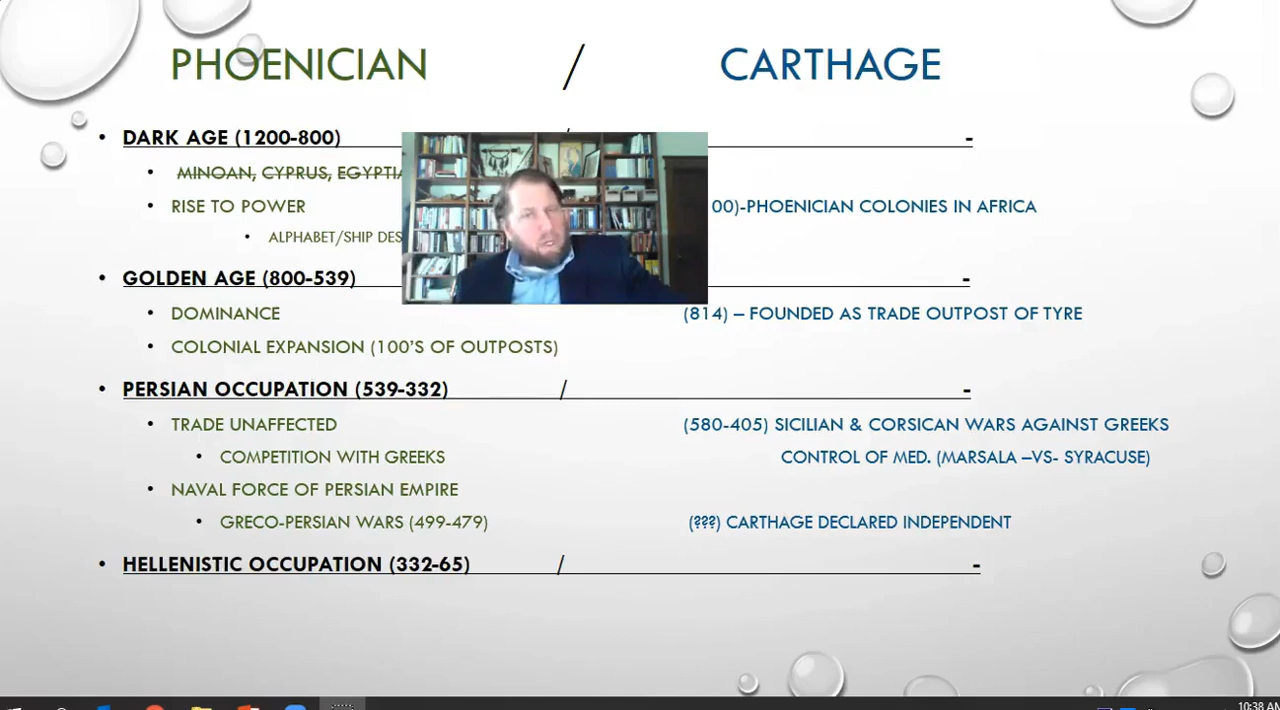 PHOENICIAN / CARTHAGE
• DARK AGE (1200-800) -
• MINOAN, CYPRUS,
• RISE TO POWER 00)-PHOENICIAN COLONIES IN AFRICA
• ALPHABET/SHIP
• GOLDEN AGE (800-539) -
• DOMINANCE (814) – FOUNDED AS TRADE OUTPOST OF TYRE
• COLONIAL EXPANSION (100'S OF OUTPOSTS)
• PERSIAN OCCUPATION (539-332) / -
• TRADE UNAFFECTED (580-405) SICILIAN & CORSICAN WARS AGAINST GREEKS
• COMPETITION WITH GREEKS CONTROL OF MED. (MARSALA –VS- SYRACUSE)
• NAVAL FORCE OF PERSIAN EMPIRE
• GRECO-PERSIAN WARS (499-479) (???) CARTHAGE DECLARED INDEPENDENT
• HELLENISTIC OCCUPATION (332-65) / -
10:38 AM